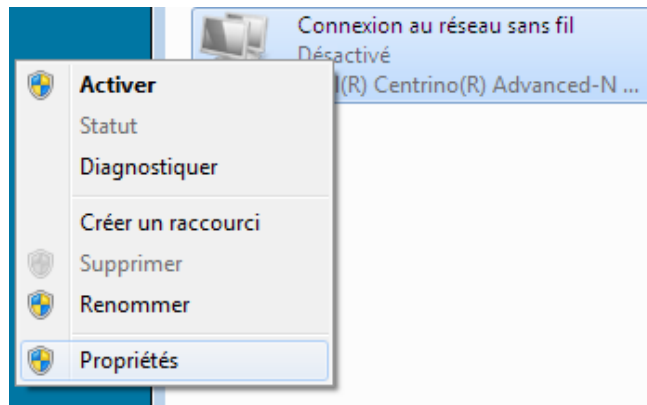 Connexion au réseau sans fil
Désactivé
(R) Centrino(R) Advanced-N ...
Activer
Statut
Diagnostiquer
Créer un raccourci
Supprimer
Renommer
Propriétés